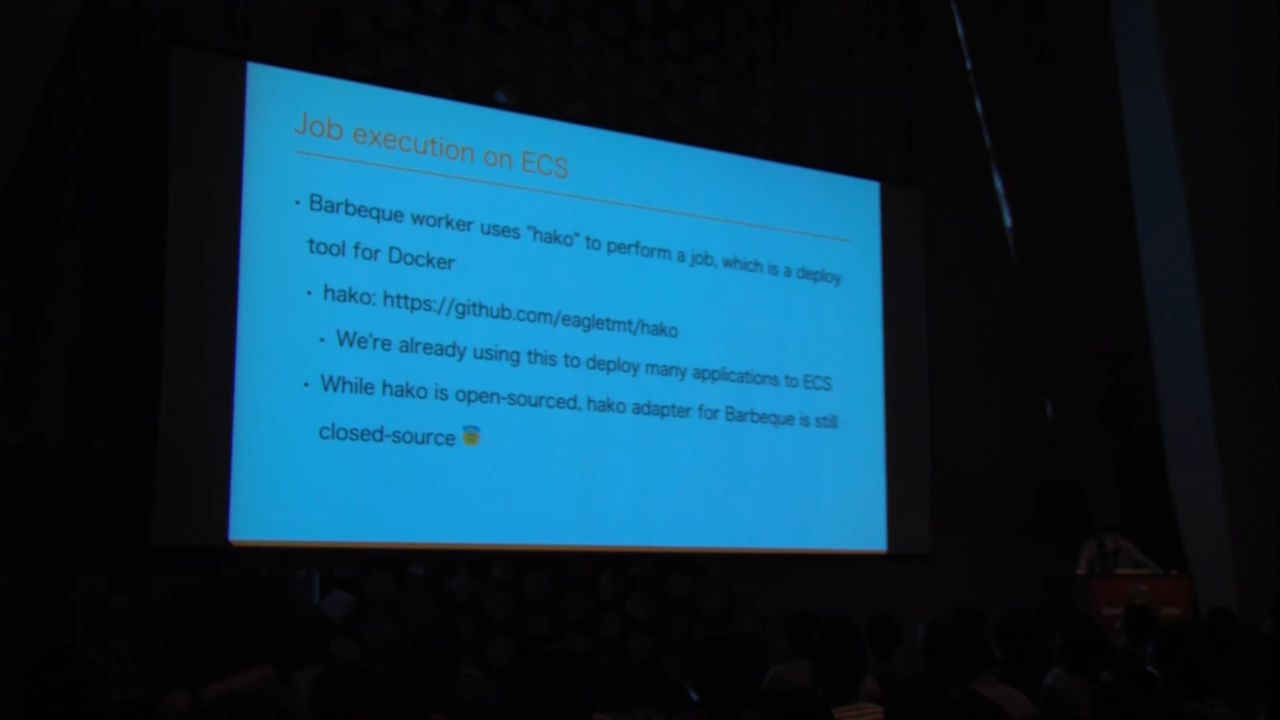 Job execution on ECS
· Barbeque worker uses "hako" to perform a job, which is a deploy
tool for Docker
· hako: https://github.com/eagletmt/hako
· We're already using this to deploy many applications to ECS
· While hako is open-sourced, hako adapter for Barbeque is still
closed-source 😇